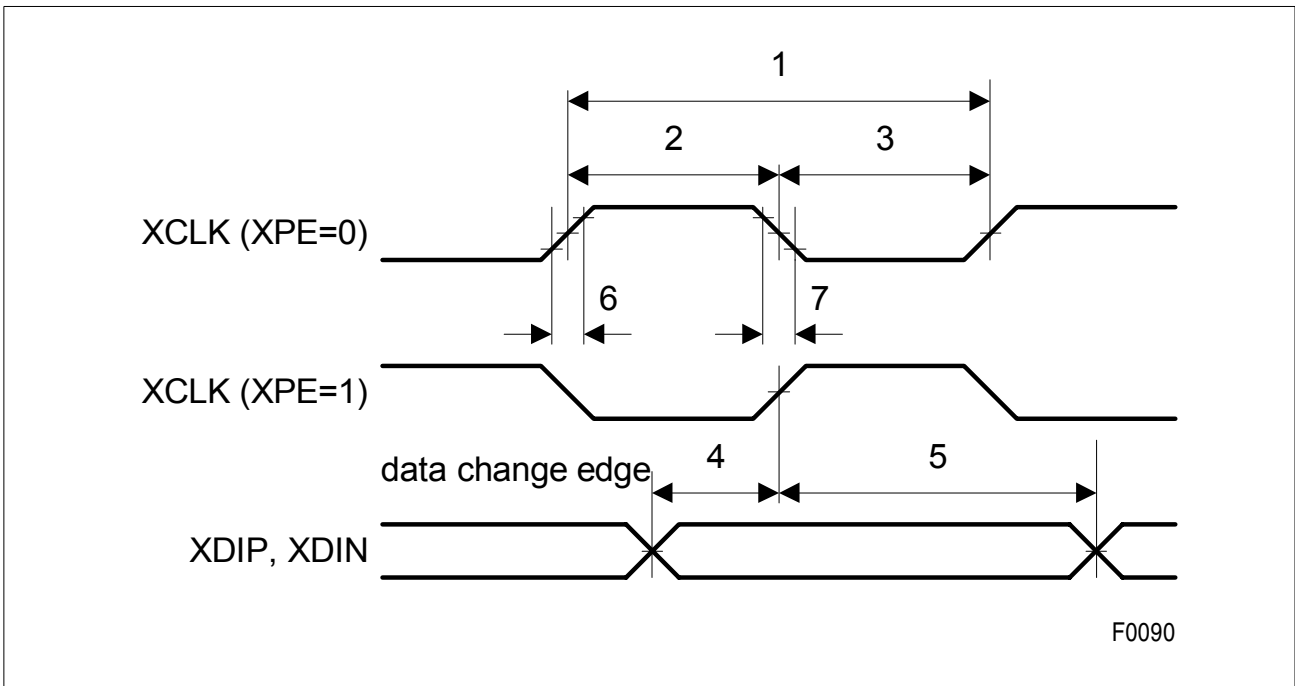 1
2 3
XCLK (XPE=0)
6 7
XCLK (XPE=1)
4 5
data change edge
XDIP, XDIN
F0090